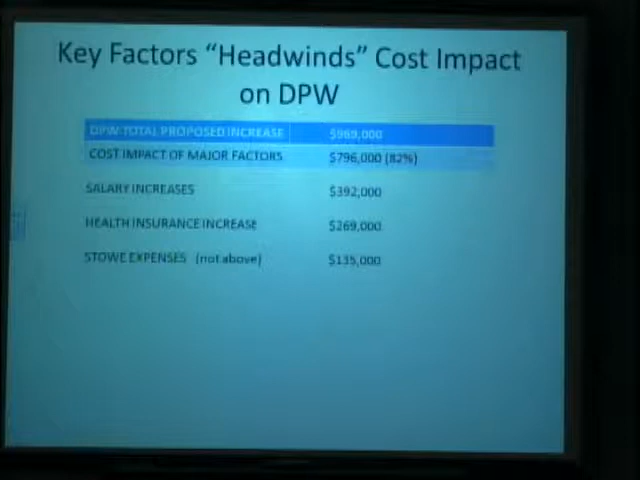 Key Factors “Headwinds” Cost Impact
on DPW
DPW TOTAL PROPOSED INCREASE $969,000
COST IMPACT OF MAJOR FACTORS $796,000 (82%)
SALARY INCREASES $392,000
HEALTH INSURANCE INCREASE $269,000
STOWE EXPENSES (not above) $135,000